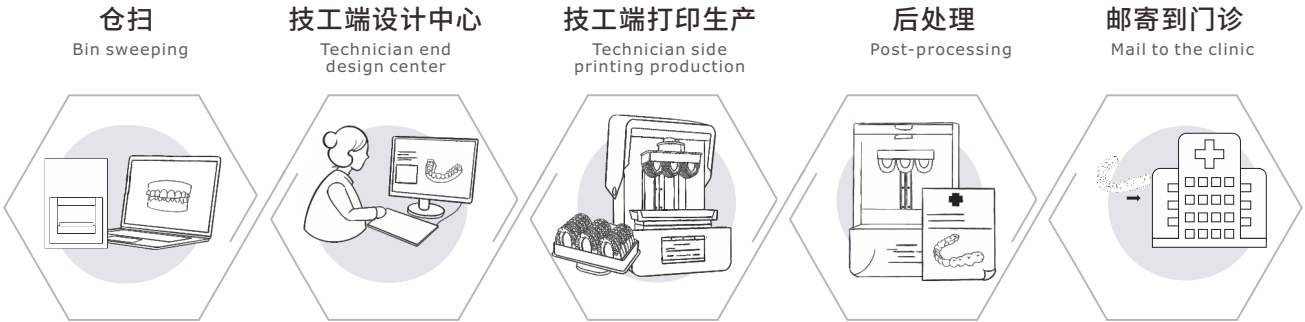 仓扫
Bin sweeping
技工端设计中心
Technician end
design center
技工端打印生产
Technician side
printing production
后处理
Post-processing
邮寄到门诊
Mail to the clinic